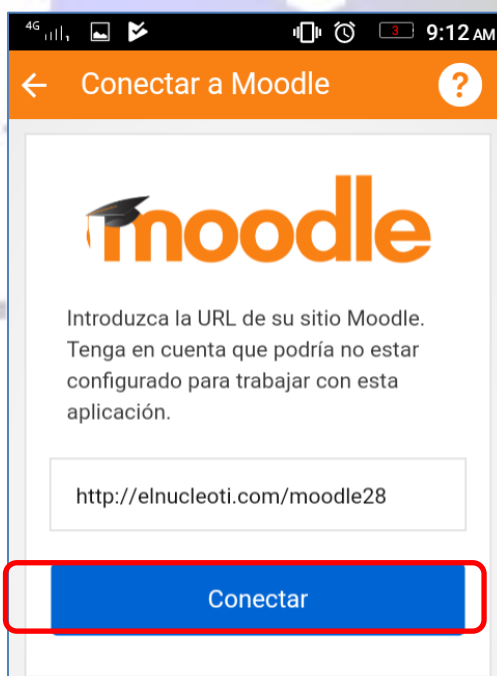 4G 3 9:12 AM
Conectar a Moodle ?
moodle
Introduzca la URL de su sitio Moodle.
Tenga en cuenta que podría no estar
configurado para trabajar con esta
aplicación.
http://elnucleoti.com/moodle28
Conectar